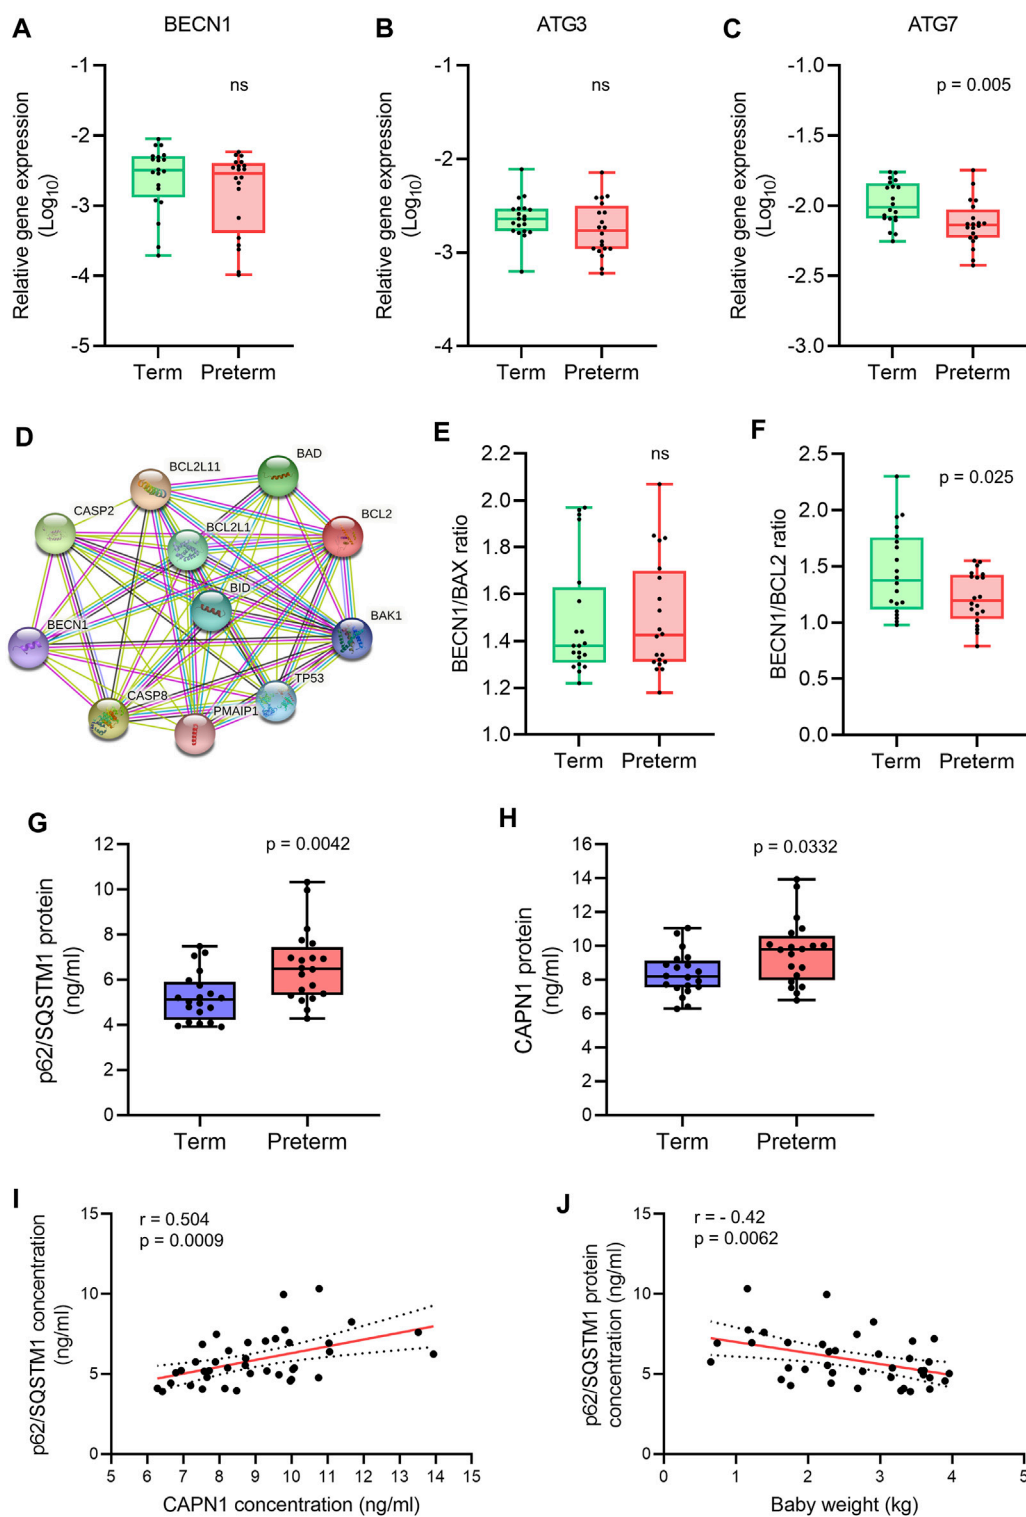 A
BECN1
Relative gene expression
(Log10)
-1
-2
-3
-4
-5
ns
Term
Preterm
B
ATG3
Relative gene expression
(Log10)
-1
-2
-3
-4
ns
Term
Preterm
C
ATG7
Relative gene expression
(Log10)
-1.0
-1.5
-2.0
-2.5
-3.0
p = 0.005
Term
Preterm
D
BCL2L11
BAD
CASP2
BCL2L1
BCL2
BID
BECN1
BAK1
TP53
CASP8
PMAIP1
E
BECN1/BAX ratio
2.2
2.0
1.8
1.6
1.4
1.2
1.0
ns
Term
Preterm
F
BECN1/BCL2 ratio
2.5
2.0
1.5
1.0
0.5
0.0
p = 0.025
Term
Preterm
G
p62/SQSTM1 protein
(ng/ml)
12
10
8
6
4
2
0
p = 0.0042
Term
Preterm
H
CAPN1 protein
(ng/ml)
16
14
12
10
8
6
4
2
0
p = 0.0332
Term
Preterm
I
p62/SQSTM1 concentration
(ng/ml)
15
10
5
0
r = 0.504
p = 0.0009
5 6 7 8 9 10 11 12 13 14 15
CAPN1 concentration (ng/ml)
J
p62/SQSTM1 protein
concentration (ng/ml)
15
10
5
0
r = - 0.42
p = 0.0062
0 1 2 3 4 5
Baby weight (kg)